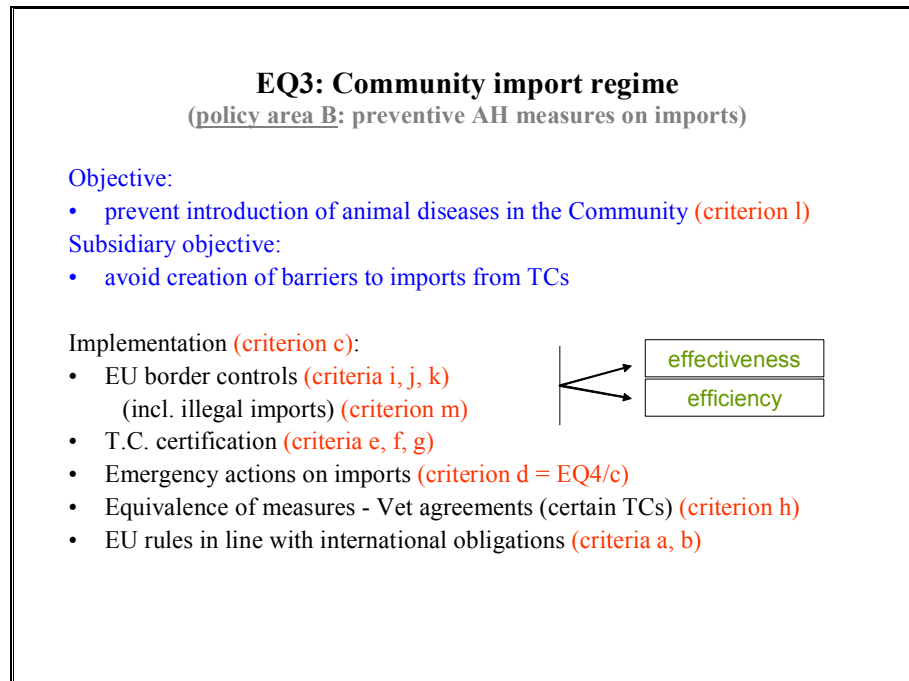 EQ3: Community import regime
(policy area B: preventive AH measures on imports)
Objective:
• prevent introduction of animal diseases in the Community (criterion l)
Subsidiary objective:
• avoid creation of barriers to imports from TCs
Implementation (criterion c):
• EU border controls (criteria i, j, k)
(incl. illegal imports) (criterion m)
• T.C. certification (criteria e, f, g)
• Emergency actions on imports (criterion d = EQ4/c)
• Equivalence of measures - Vet agreements (certain TCs) (criterion h)
• EU rules in line with international obligations (criteria a, b)
effectiveness
efficiency